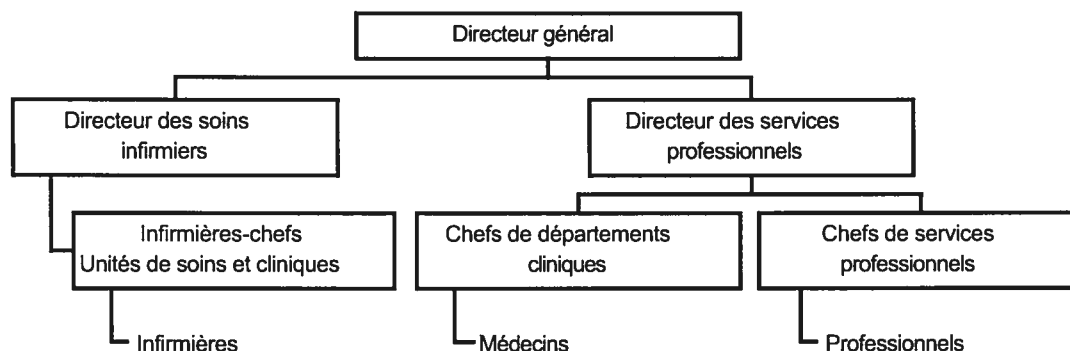 Directeur général
Directeur des soins
infirmiers
Directeur des services
professionnels
Infirmières-chefs
Unités de soins et cliniques
Chefs de départements
cliniques
Chefs de services
professionnels
Infirmières
Médecins
Professionnels